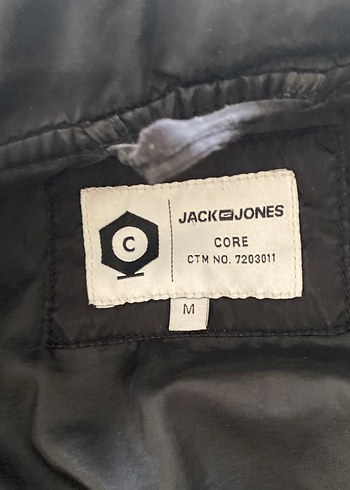 C
JACK & JONES
CORE
CTM NO. 7203011
M